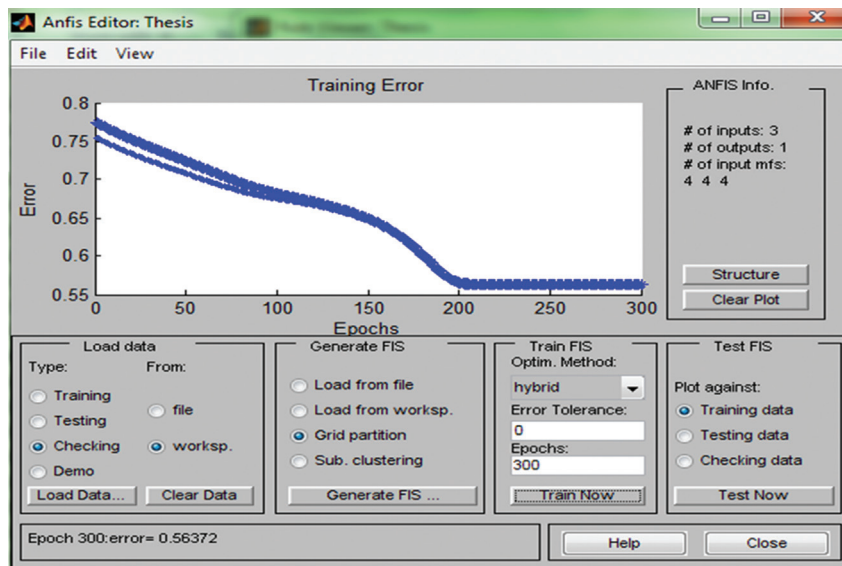 Anfis Editor: Thesis
File Edit View
Training Error
0.8
0.75
0.7
0.65
0.6
0.55
Error
0 50 100 150 200 250 300
Epochs
ANFIS Info.
# of inputs: 3
# of outputs: 1
# of input mfs:
4 4 4
Structure
Clear Plot
Load data
Type: From:
Training
Testing
Checking
Demo
file
worksp.
Load Data... Clear Data
Generate FIS
Load from file
Load from worksp.
Grid partition
Sub. clustering
Generate FIS ...
Train FIS
Optim. Method:
hybrid
Error Tolerance:
0
Epochs:
300
Train Now
Test FIS
Plot against:
Training data
Testing data
Checking data
Test Now
Epoch 300:error= 0.56372
Help Close